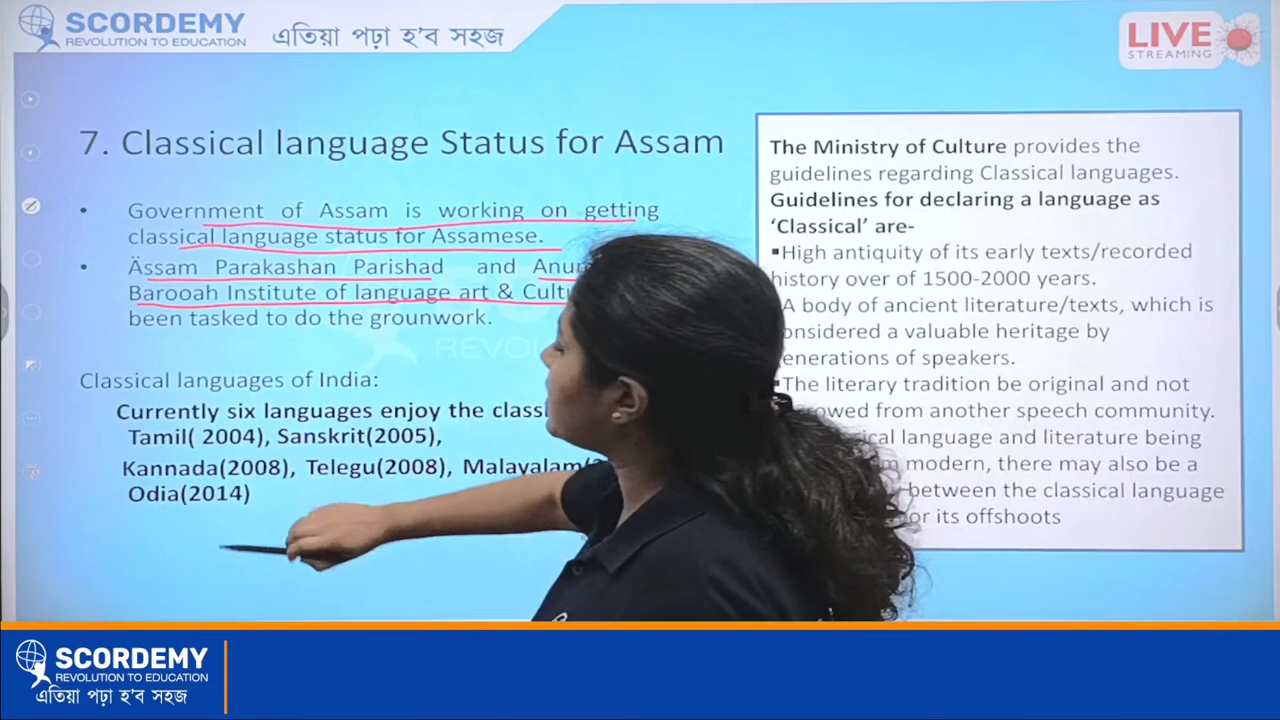 SCORDEMY
REVOLUTION TO EDUCATION
এতিয়া পঢ়া হ'ব সহজ
LIVE
STREAMING
7. Classical language Status for Assam
• Government of Assam is working on getting
classical language status for Assamese.
• Ässam Parakashan Parishad and
Barooah Institute of language art &
been tasked to do the grounwork.
Classical languages of India:
Currently six languages enjoy the
Tamil( 2004), Sanskrit(2005),
Kannada(2008), Telegu(2008),
Odia(2014)
The Ministry of Culture provides the
guidelines regarding Classical languages.
Guidelines for declaring a language as
‘Classical’ are-
▪High antiquity of its early texts/recorded
history over of 1500-2000 years.
A body of ancient literature/texts, which is
a valuable heritage by
of speakers.
▪The literary tradition be original and not
from another speech community.
language and literature being
modern, there may also be a
between the classical language
or its offshoots
SCORDEMY
REVOLUTION TO EDUCATION
এতিয়া পঢ়া হ'ব সহজ